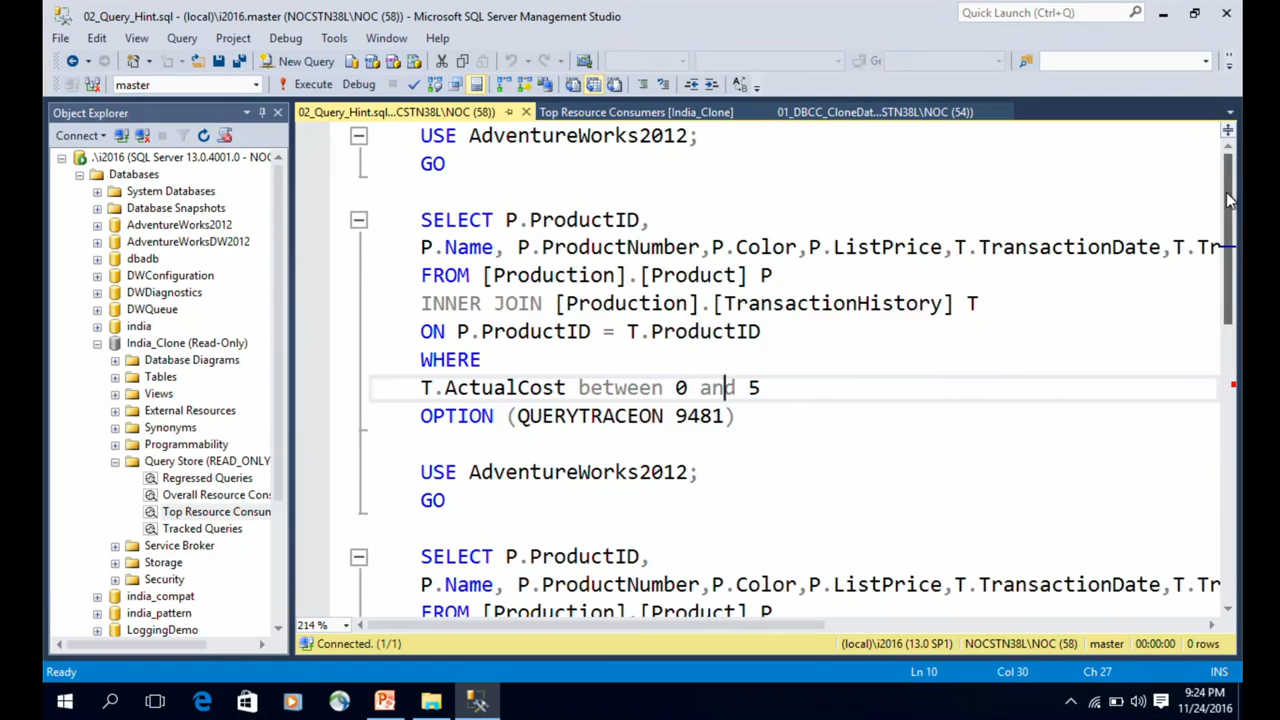 02_Query_Hint.sql - (local)\i2016.master (NOCSTN38L\NOC (58)) - Microsoft SQL Server Management Studio
Quick Launch (Ctrl+Q)
File Edit View Query Project Debug Tools Window Help
New Query
master
Execute Debug
Object Explorer
02_Query_Hint.sql...CSTN38L\NOC (58))
Top Resource Consumers [India_Clone]
01_DBCC_CloneDat...STN38L\NOC (54))
Connect
.\i2016 (SQL Server 13.0.4001.0 - NOC
Databases
System Databases
Database Snapshots
AdventureWorks2012
AdventureWorksDW2012
dbadb
DWConfiguration
DWDiagnostics
DWQueue
india
India_Clone (Read-Only)
Database Diagrams
Tables
Views
External Resources
Synonyms
Programmability
Query Store (READ_ONLY
Regressed Queries
Overall Resource Con
Top Resource Consun
Tracked Queries
Service Broker
Storage
Security
india_compat
india_pattern
LoggingDemo
USE AdventureWorks2012;
GO
SELECT P.ProductID,
P.Name, P.ProductNumber,P.Color,P.ListPrice,T.TransactionDate,T.Tr
FROM [Production].[Product] P
INNER JOIN [Production].[TransactionHistory] T
ON P.ProductID = T.ProductID
WHERE
T.ActualCost between 0 and 5
OPTION (QUERYTRACEON 9481)
USE AdventureWorks2012;
GO
SELECT P.ProductID,
P.Name, P.ProductNumber,P.Color,P.ListPrice,T.TransactionDate,T.Tr
FROM [Production].[Product] P
214 %
Connected. (1/1)
(local)\i2016 (13.0 SP1) NOCSTN38L\NOC (58) master 00:00:00 0 rows
Ready
Ln 10 Col 30 Ch 27 INS
9:24 PM
11/24/2016